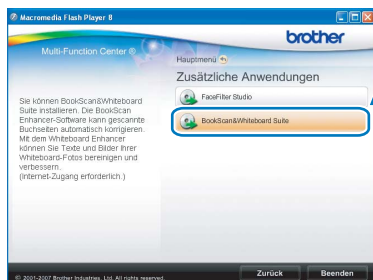 Macromedia Flash Player 8
brother
Multi-Function Center ®
Hauptmenü
Zusätzliche Anwendungen
FaceFilter Studio
BookScan&Whiteboard Suite
Sie können BookScan&Whiteboard
Suite installieren. Die BookScan
Enhancer-Software kann gescannte
Buchseiten automatisch korrigieren.
Mit dem Whiteboard Enhancer
können Sie Texte und Bilder Ihrer
Whiteboard-Fotos bereinigen und
verbessern.
(Internet-Zugang erforderlich.)
© 2001-2007 Brother Industries, Ltd. All rights reserved.
Zurück
Beenden